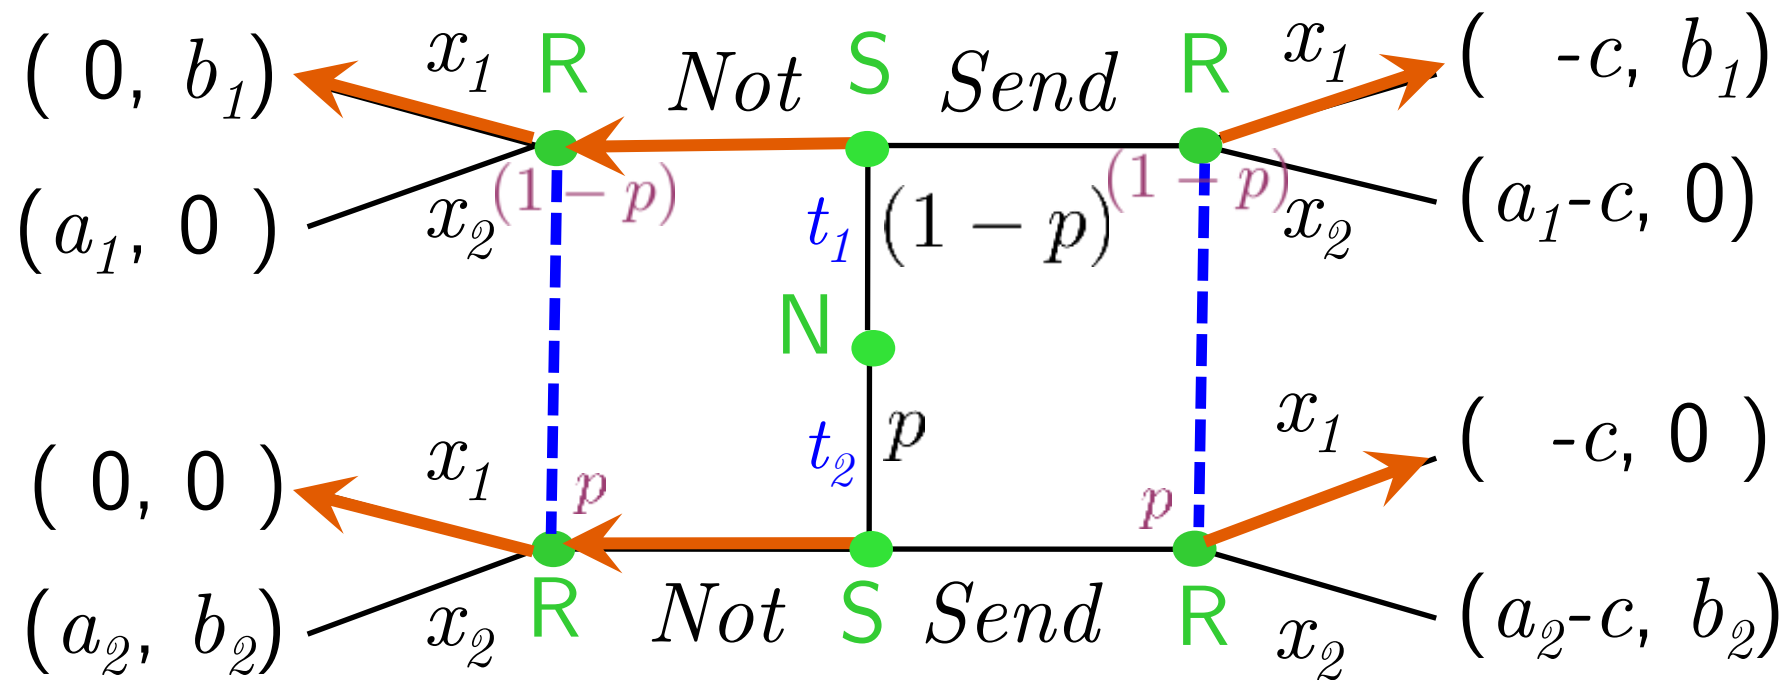 ( 0, b₁) x₁ R Not S Send R x₁ ( -c, b₁)
(a₁, 0 ) x₂ (1 − p) t₁ (1 − p) (1 − p) x₂ (a₁-c, 0)
N
( 0, 0 ) x₁ p t₂ p p x₁ ( -c, 0 )
(a₂, b₂) x₂ R Not S Send R x₂ (a₂-c, b₂)